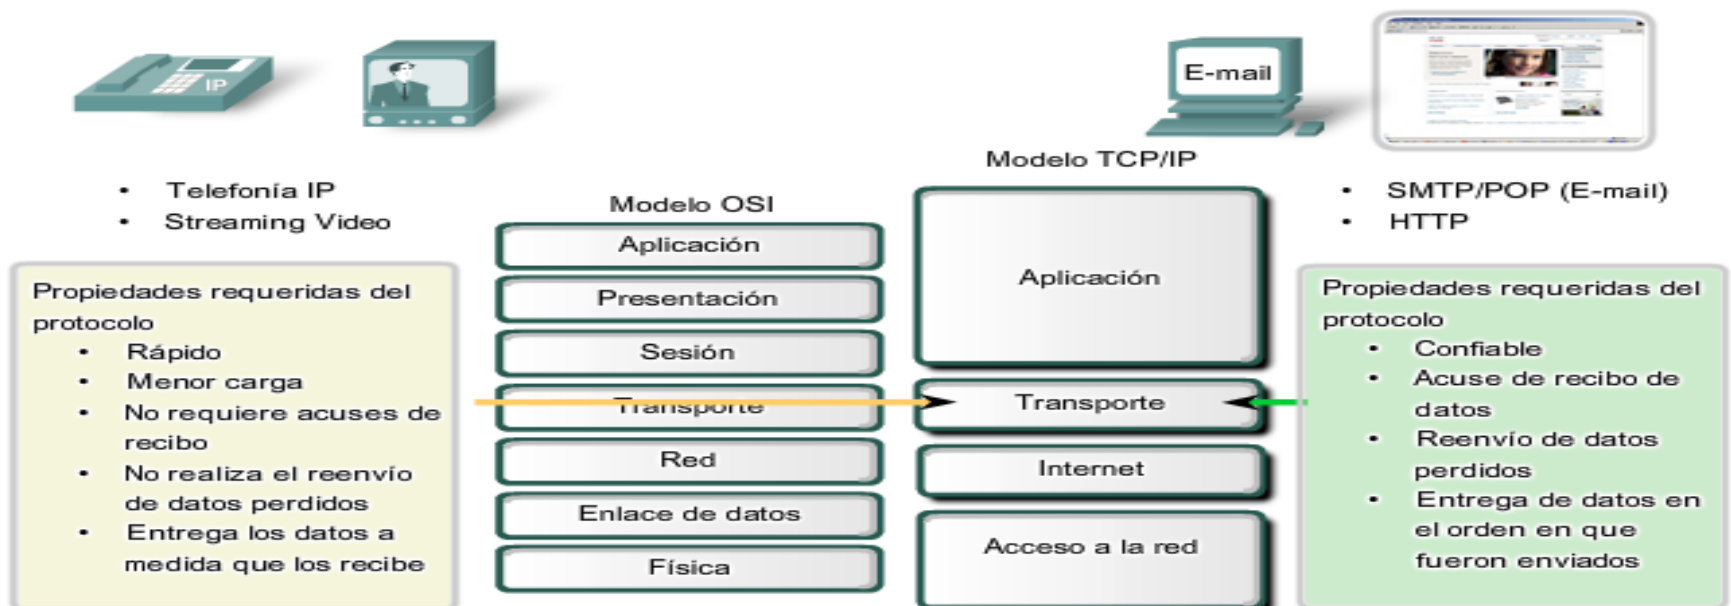 IP
E-mail
Modelo TCP/IP
• Telefonía IP
• Streaming Video
Modelo OSI
• SMTP/POP (E-mail)
• HTTP
Propiedades requeridas del
protocolo
• Rápido
• Menor carga
• No requiere acuses de
recibo
• No realiza el reenvío
de datos perdidos
• Entrega los datos a
medida que los recibe
Aplicación
Presentación
Sesión
Transporte
Red
Enlace de datos
Física
Aplicación
Transporte
Internet
Acceso a la red
Propiedades requeridas del
protocolo
• Confiable
• Acuse de recibo de
datos
• Reenvío de datos
perdidos
• Entrega de datos en
el orden en que
fueron enviados